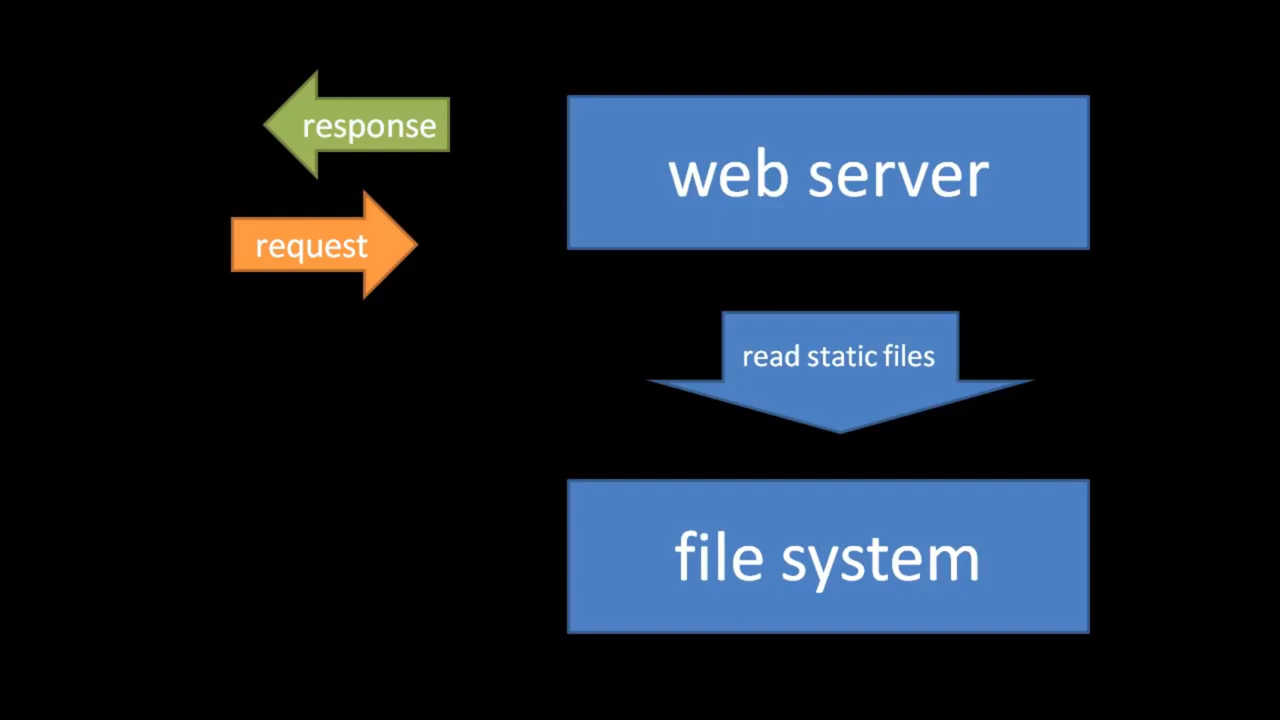 response
web server
request
read static files
file system